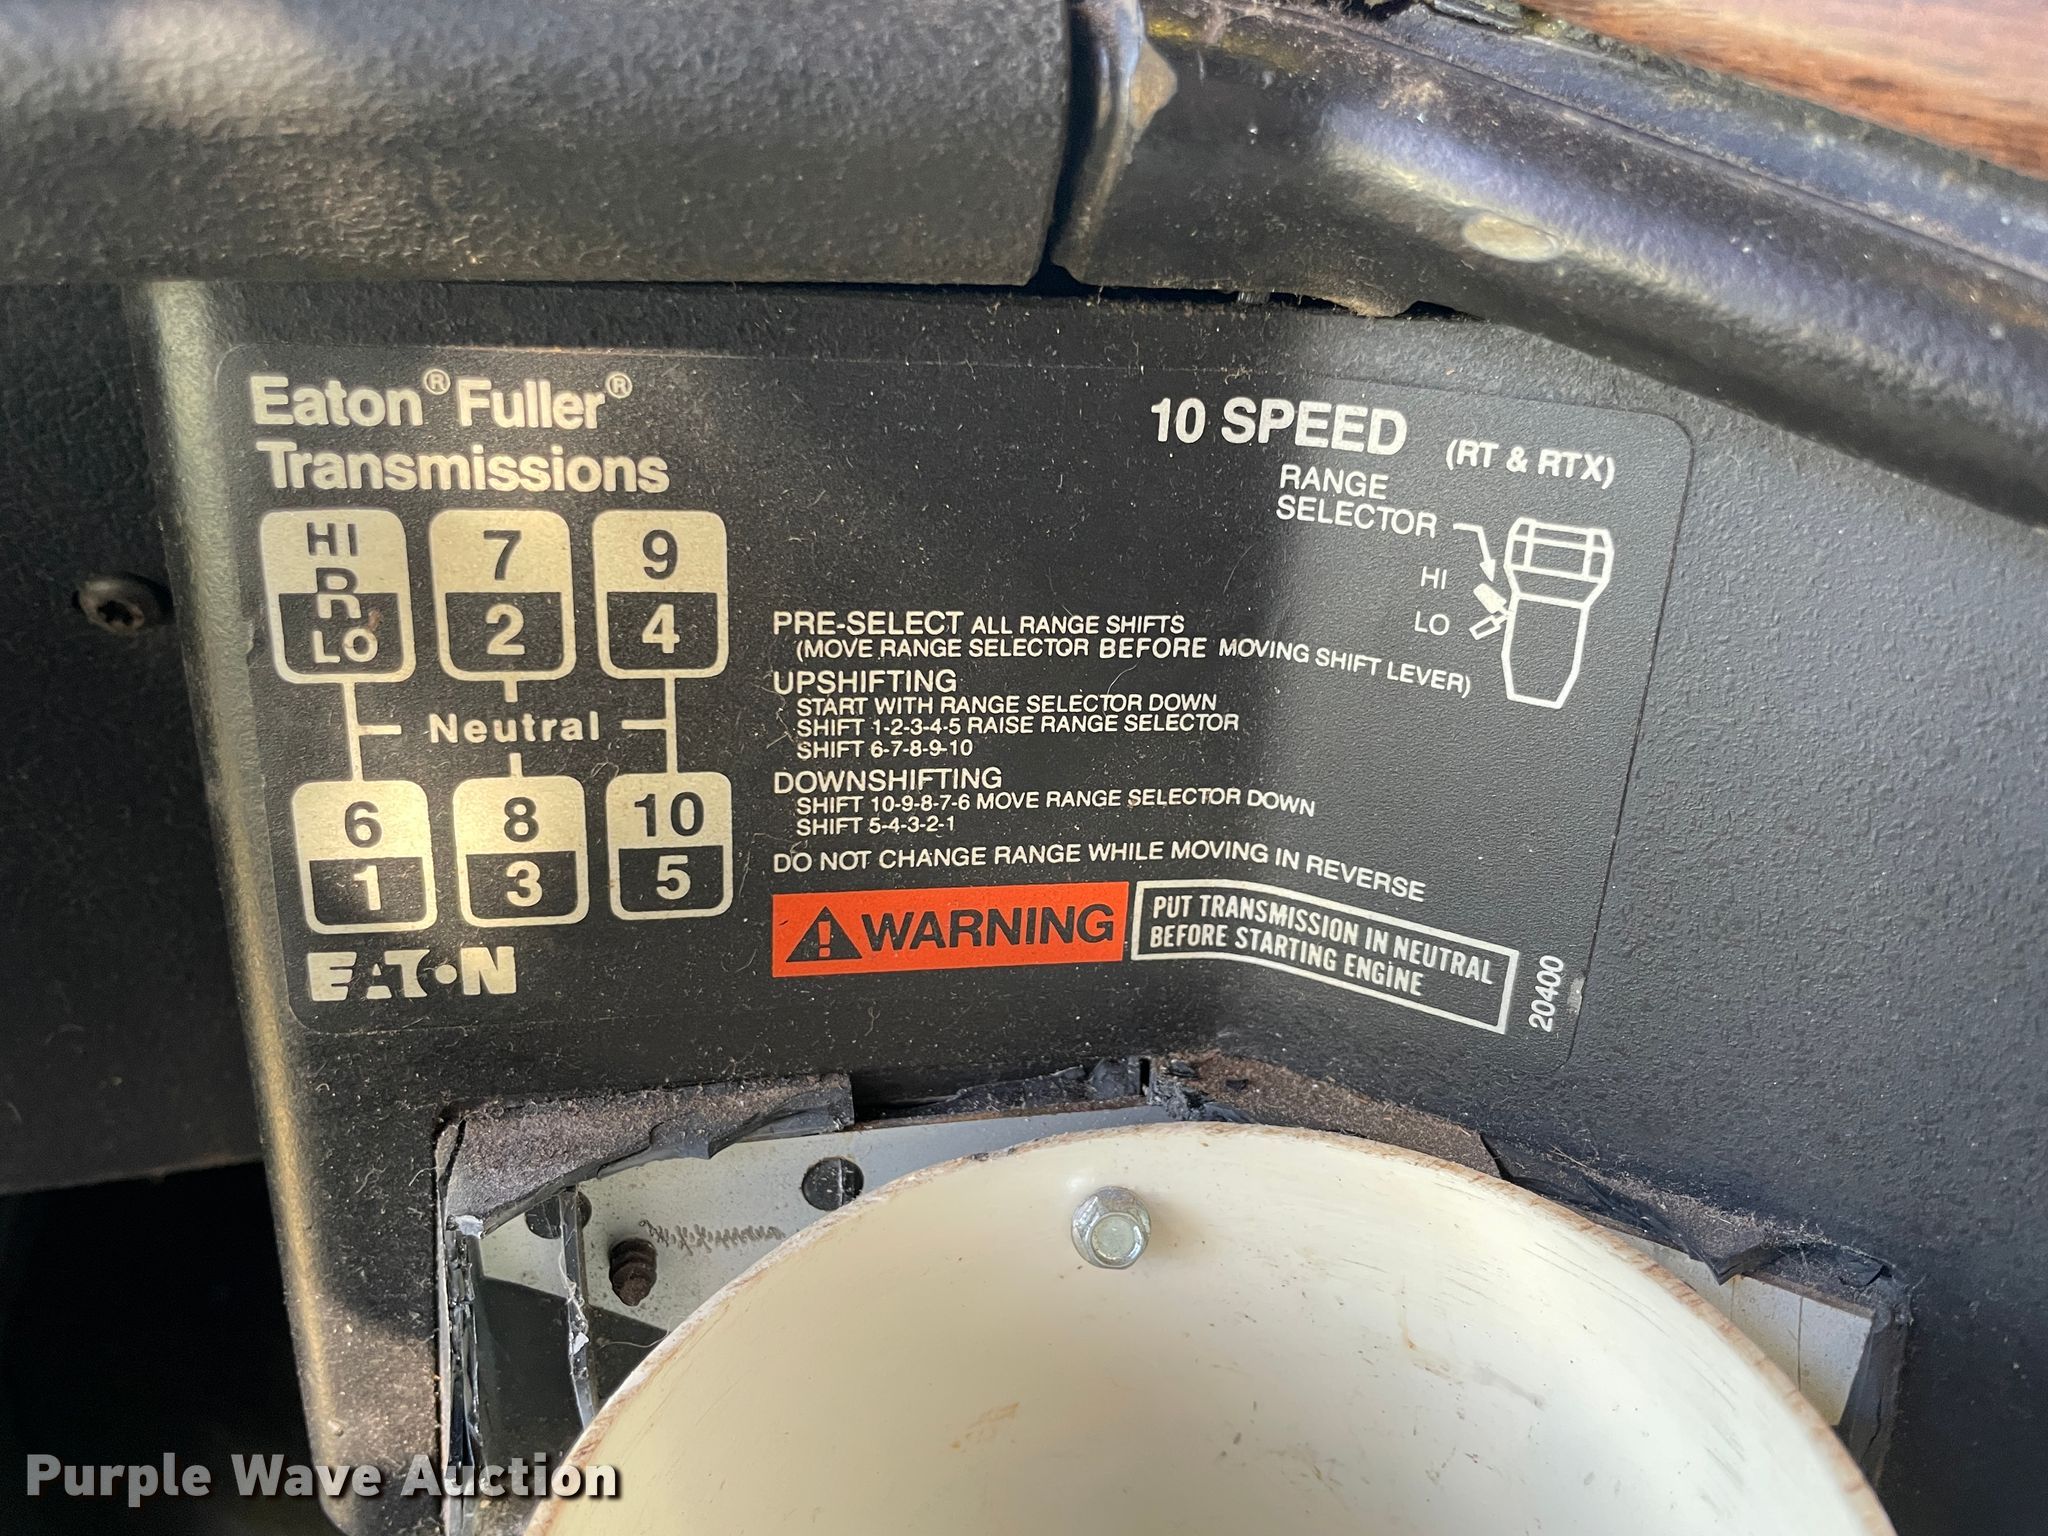 Eaton® Fuller®
Transmissions
HI
R
LO
7
2
9
4
Neutral
6
1
8
3
10
5
EATON
10 SPEED (RT & RTX)
RANGE
SELECTOR
HI
LO
PRE-SELECT ALL RANGE SHIFTS
(MOVE RANGE SELECTOR BEFORE MOVING SHIFT LEVER)
UPSHIFTING
START WITH RANGE SELECTOR DOWN
SHIFT 1-2-3-4-5 RAISE RANGE SELECTOR
SHIFT 6-7-8-9-10
DOWNSHIFTING
SHIFT 10-9-8-7-6 MOVE RANGE SELECTOR DOWN
SHIFT 5-4-3-2-1
DO NOT CHANGE RANGE WHILE MOVING IN REVERSE
WARNING
PUT TRANSMISSION IN NEUTRAL
BEFORE STARTING ENGINE
20400
Purple Wave Auction